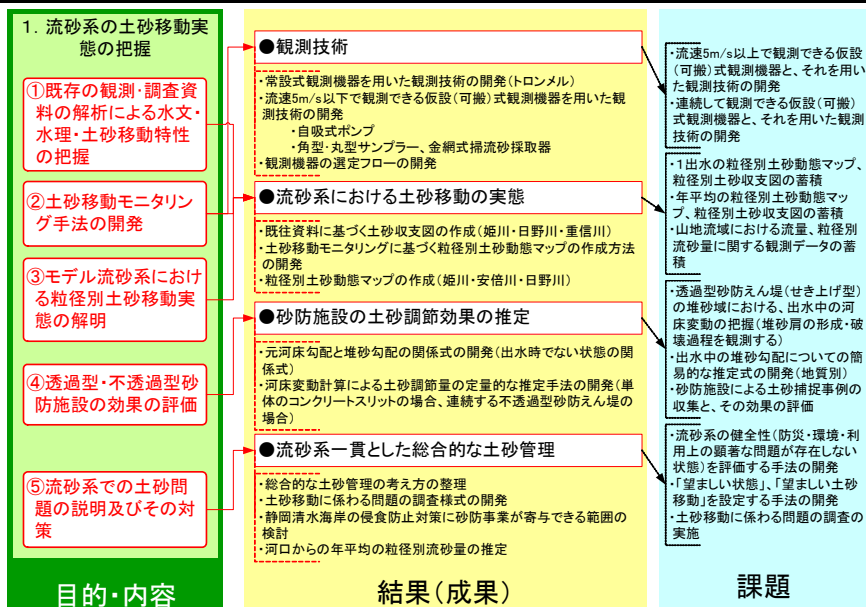 1．流砂系の土砂移動実
態の把握
①既存の観測・調査資
料の解析による水文・
水理・土砂移動特性
の把握
②土砂移動モニタリン
グ手法の開発
③モデル流砂系におけ
る粒径別土砂移動実
態の解明
④透過型・不透過型砂
防施設の効果の評価
⑤流砂系での土砂問
題の説明及びその対
策
目的・内容
●観測技術
・常設式観測機器を用いた観測技術の開発（トロンメル）
・流速5m/s以下で観測できる仮設（可搬）式観測機器を用いた観
測技術の開発
・自吸式ポンプ
・角型・丸型サンプラー、金網式掃流砂採取器
・観測機器の選定フローの開発
●流砂系における土砂移動の実態
・既往資料に基づく土砂収支図の作成（姫川・日野川・重信川）
・土砂移動モニタリングに基づく粒径別土砂動態マップの作成方法
の開発
・粒径別土砂動態マップの作成（姫川・安倍川・日野川）
●砂防施設の土砂調節効果の推定
・元河床勾配と堆砂勾配の関係式の開発（出水時でない状態の関
係式）
・河床変動計算による土砂調節量の定量的な推定手法の開発（単
体のコンクリートスリットの場合、連続する不透過型砂防えん堤の
場合）
●流砂系一貫とした総合的な土砂管理
・総合的な土砂管理の考え方の整理
・土砂移動に係わる問題の調査様式の開発
・静岡清水海岸の侵食防止対策に砂防事業が寄与できる範囲の
検討
・河口からの年平均の粒径別流砂量の推定
結果（成果）
・流速5m/s以上で観測できる仮設
（可搬）式観測機器と、それを用い
た観測技術の開発
・連続して観測できる仮設（可搬）
式観測機器と、それを用いた観測
技術の開発
・1出水の粒径別土砂動態マップ、
粒径別土砂収支図の蓄積
・年平均の粒径別土砂動態マッ
プ、粒径別土砂収支図の蓄積
・山地流域における流量、粒径別
流砂量に関する観測データの蓄
積
・透過型砂防えん堤（せき上げ型）
の堆砂域における、出水中の河
床変動の把握（堆砂肩の形成・破
壊過程を観測する）
・出水中の堆砂勾配についての簡
易的な推定式の開発（地質別）
・砂防施設による土砂捕捉事例の
収集と、その効果の評価
・流砂系の健全性（防災・環境・利
用上の顕著な問題が存在しない
状態）を評価する手法の開発
・「望ましい状態」、「望ましい土砂
移動」を設定する手法の開発
・土砂移動に係わる問題の調査の
実施
課題